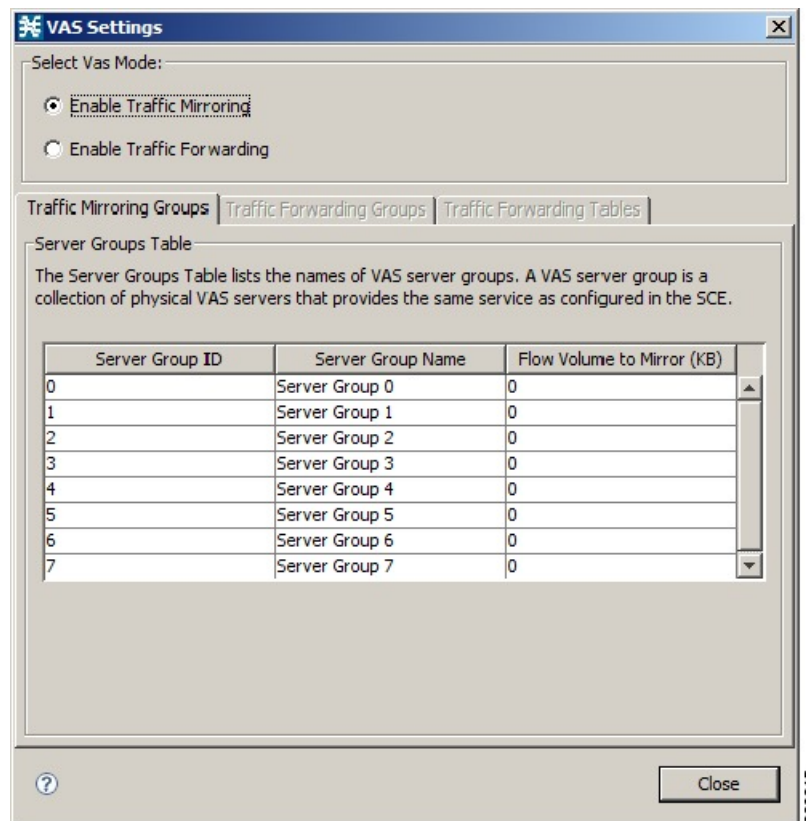 VAS Settings
Select Vas Mode:
Enable Traffic Mirroring
Enable Traffic Forwarding
Traffic Mirroring Groups Traffic Forwarding Groups Traffic Forwarding Tables
Server Groups Table
The Server Groups Table lists the names of VAS server groups. A VAS server group is a
collection of physical VAS servers that provides the same service as configured in the SCE.
Server Group ID Server Group Name Flow Volume to Mirror (KB)
0 Server Group 0 0
1 Server Group 1 0
2 Server Group 2 0
3 Server Group 3 0
4 Server Group 4 0
5 Server Group 5 0
6 Server Group 6 0
7 Server Group 7 0
? Close